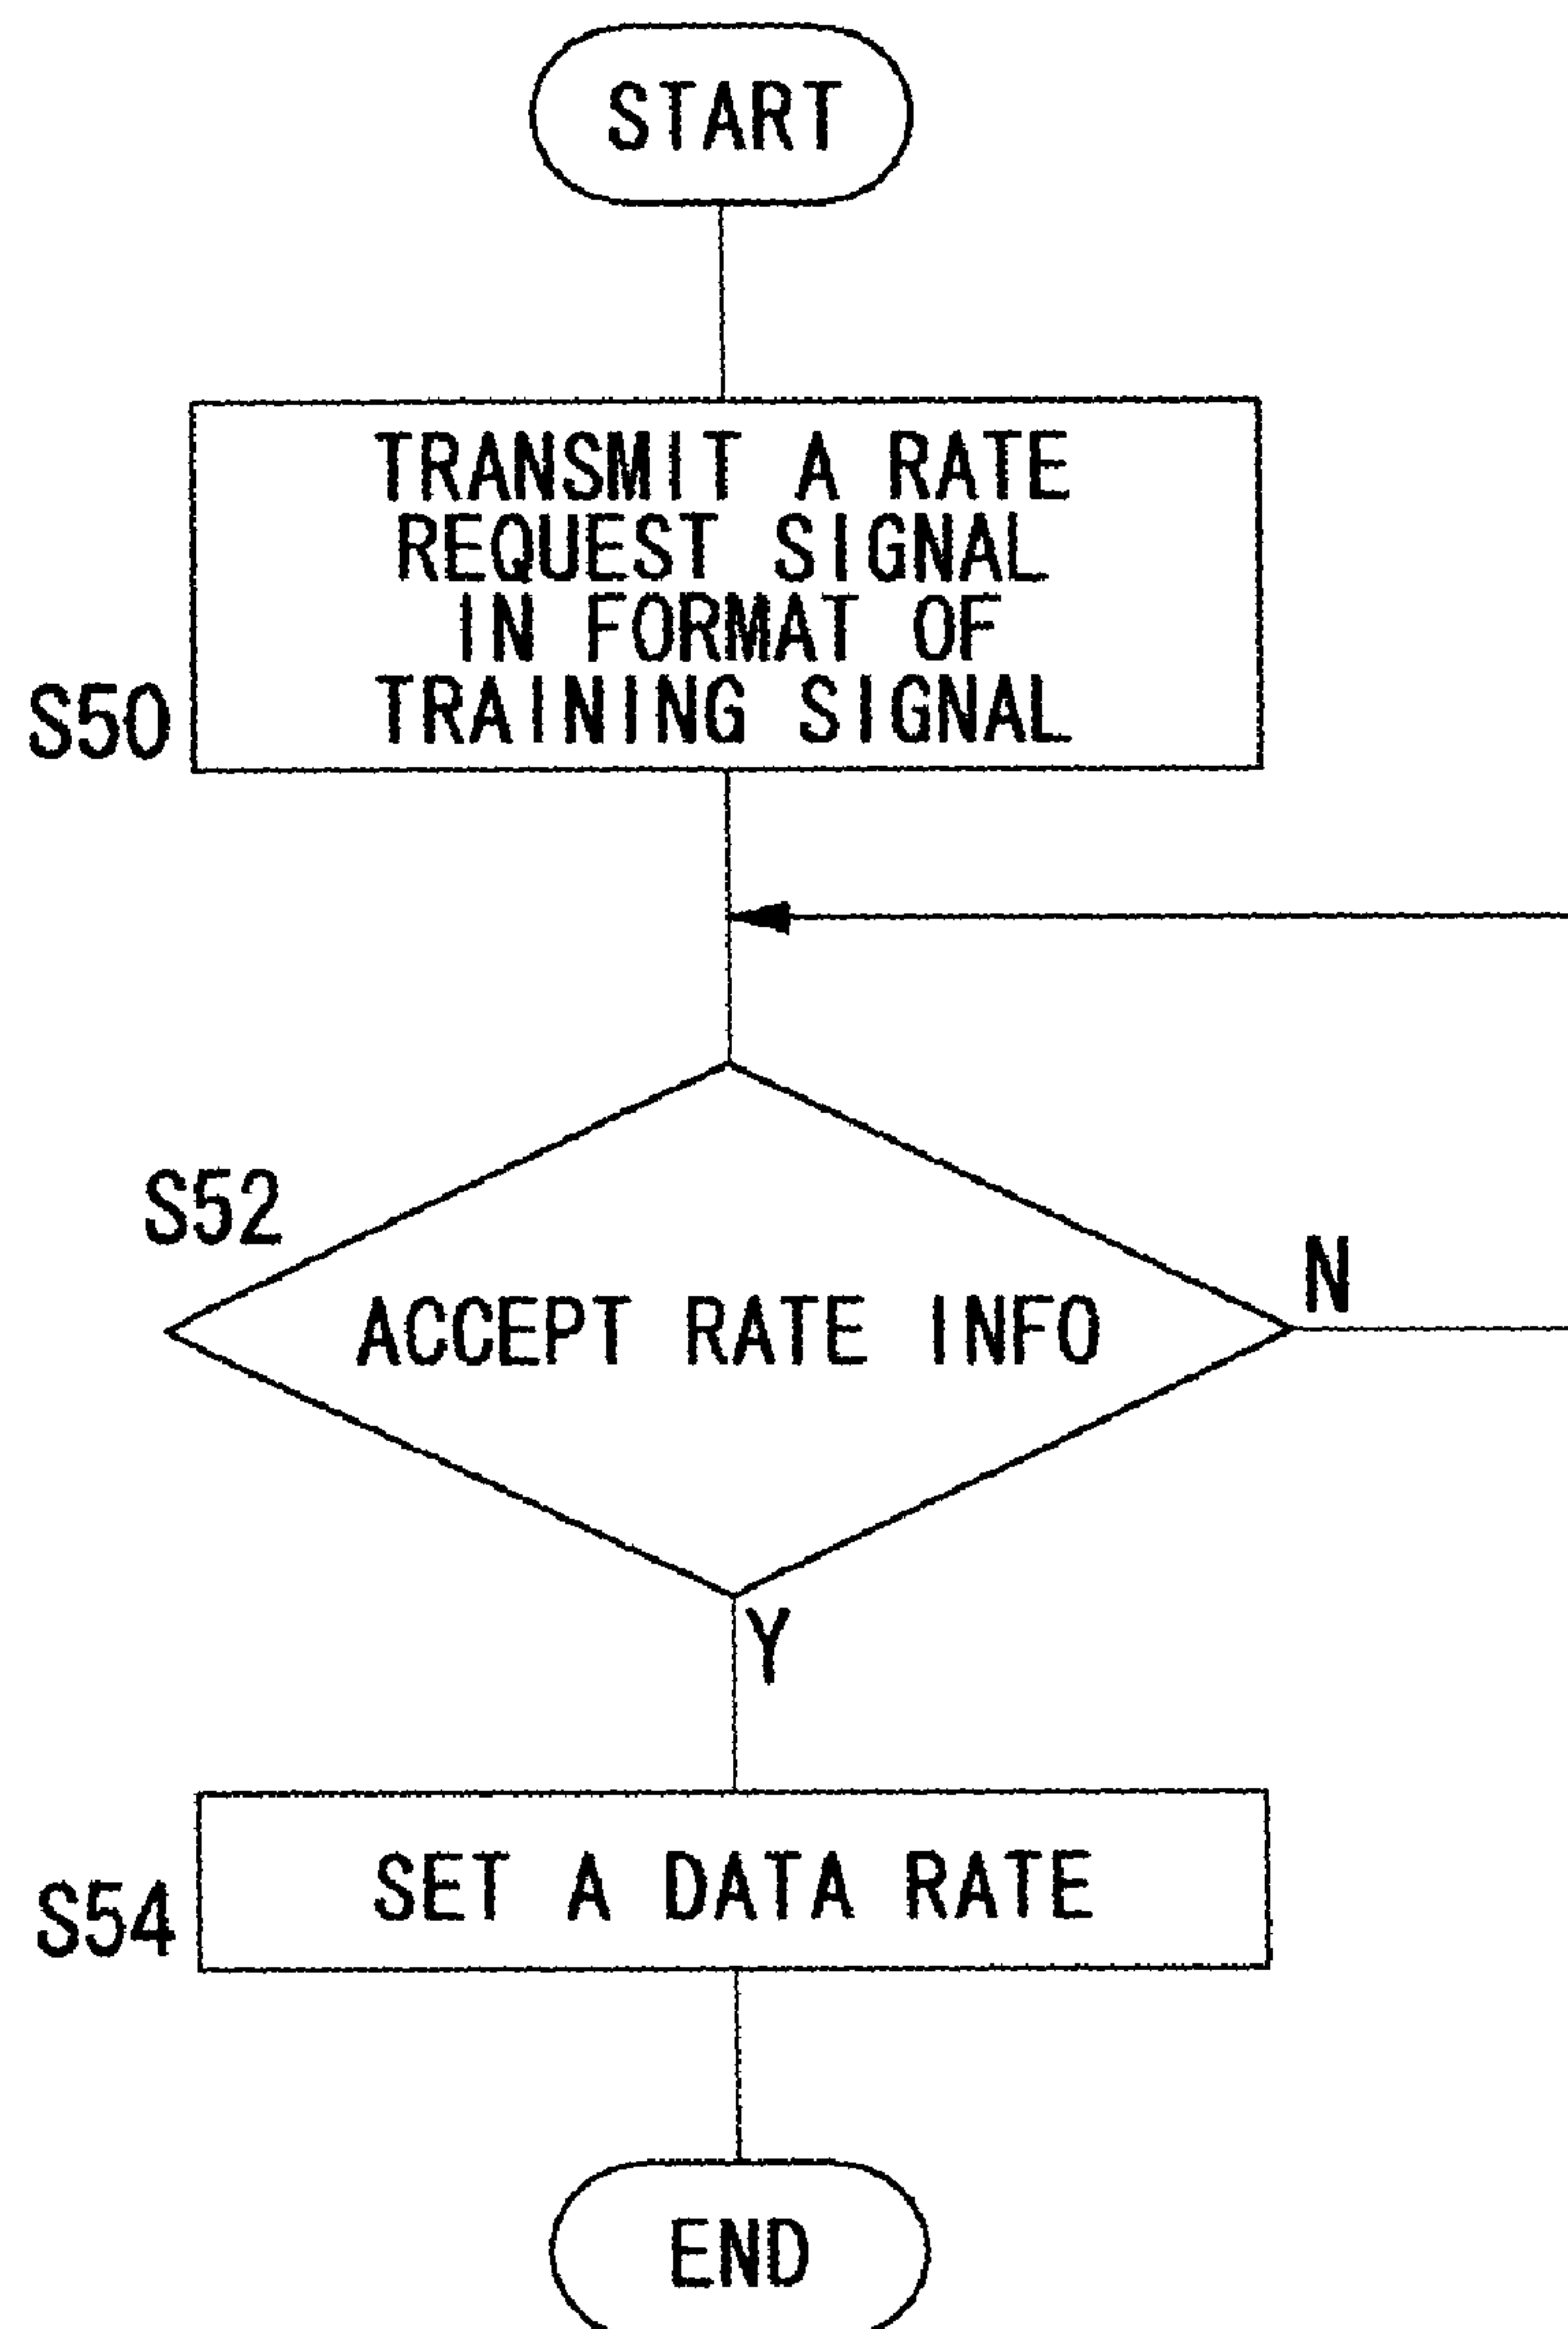 START
TRANSMIT A RATE
REQUEST SIGNAL
IN FORMAT OF
TRAINING SIGNAL
S50
S52
N
ACCEPT RATE INFO
Y
SET A DATA RATE
S54
END